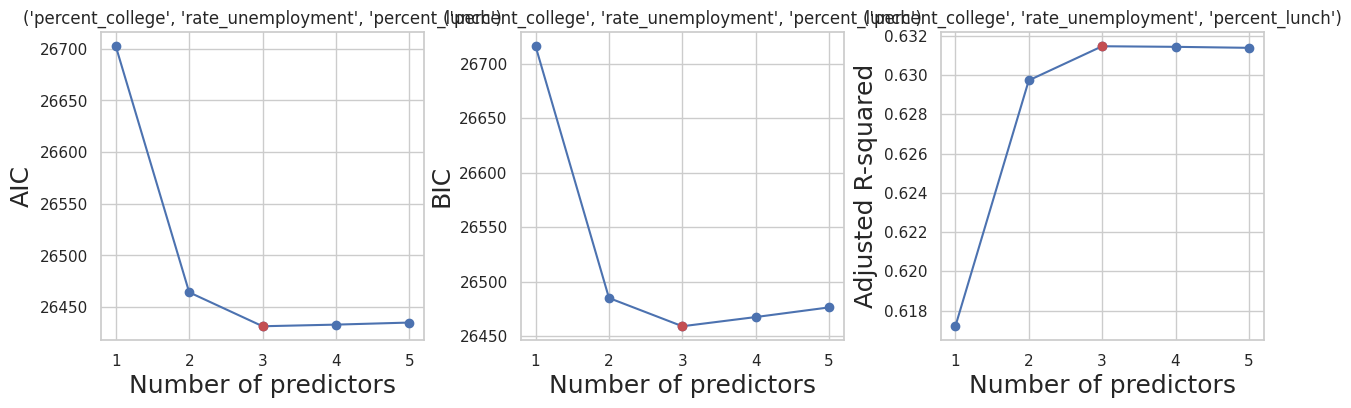 ('percent_college', 'rate_unemployment', 'percent_lunch')
('percent_college', 'rate_unemployment', 'percent_lunch')
('percent_college', 'rate_unemployment', 'percent_lunch')
AIC
26700
26650
26600
26550
26500
26450
1 2 3 4 5
Number of predictors
BIC
26700
26650
26600
26550
26500
26450
1 2 3 4 5
Number of predictors
Adjusted R-squared
0.632
0.630
0.628
0.626
0.624
0.622
0.620
0.618
1 2 3 4 5
Number of predictors